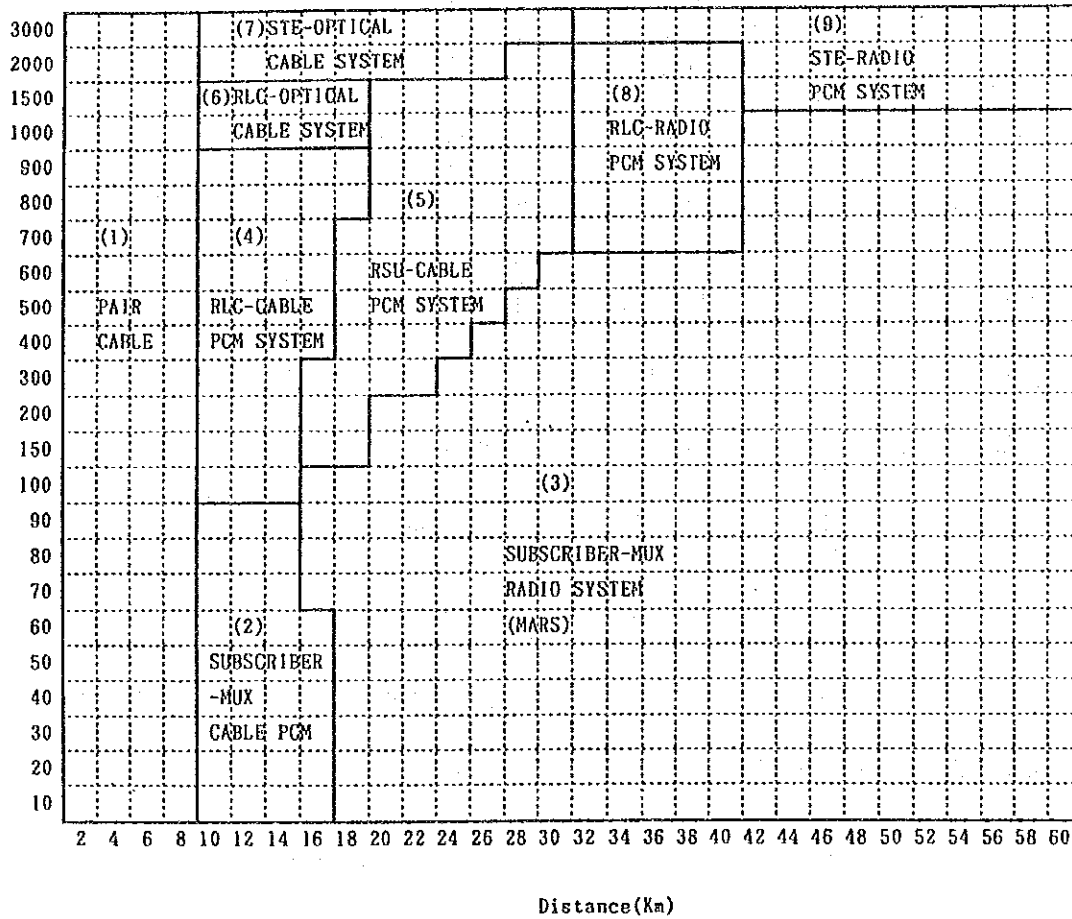 3000
2000
1500
1000
900
800
700
600
500
400
300
200
150
100
90
80
70
60
50
40
30
20
10
(7)STE-OPTICAL
CABLE SYSTEM
(6)RLC-OPTICAL
CABLE SYSTEM
(9)
STE-RADIO
PCM SYSTEM
(8)
RLC-RADIO
PCM SYSTEM
(1)
PAIR
CABLE
(4)
RLC-CABLE
PCM SYSTEM
(5)
RSU-CABLE
PCM SYSTEM
(3)
SUBSCRIBER-MUX
RADIO SYSTEM
(MARS)
(2)
SUBSCRIBER
-MUX
CABLE PCM
2 4 6 8 10 12 14 16 18 20 22 24 26 28 30 32 34 36 38 40 42 44 46 48 50 52 54 56 58 60
Distance(Km)